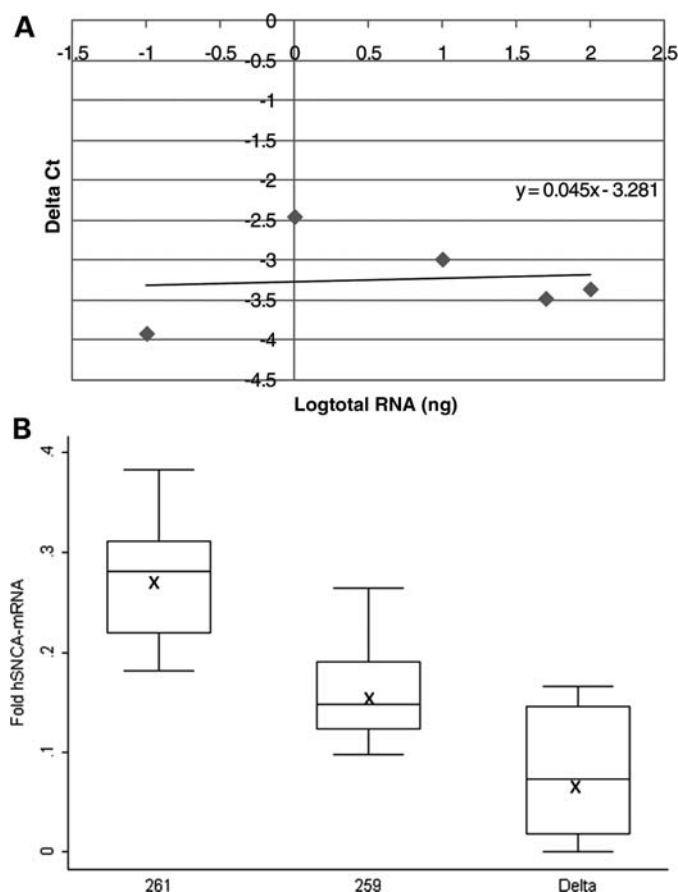 A
0
-1.5 -1 -0.5 0 0.5 1 1.5 2 2.5
-0.5
-1
-1.5
-2
y = 0.045x - 3.281
-2.5
-3
-3.5
-4
-4.5
Delta Ct
Logtotal RNA (ng)
B
.4
.3
.2
.1
0
Fold hSNCA-mRNA
X
X
X
261 259 Delta